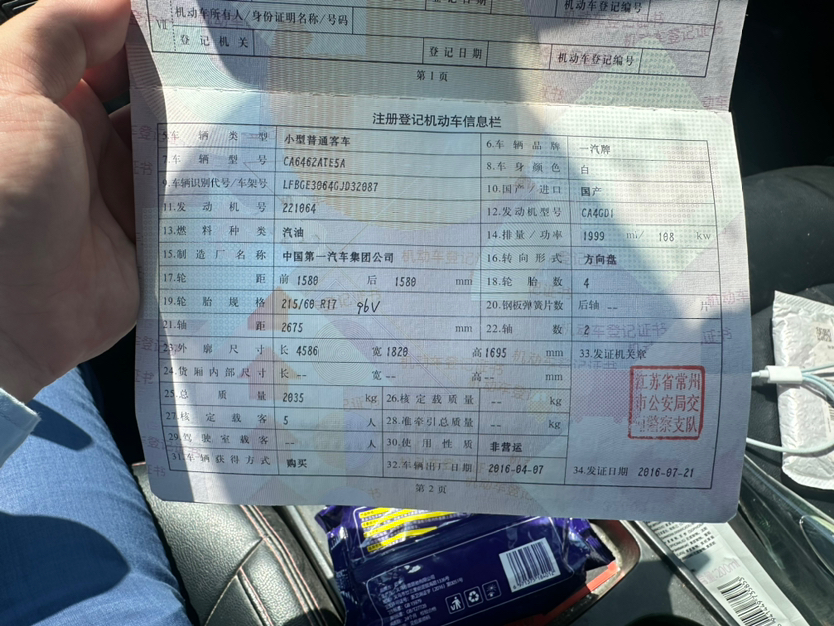 机动车所有人/身份证明名称/号码
登记日期
机动车登记编号
Ⅶ
登记机关
登记日期
机动车登记编号
第1页
注册登记机动车信息栏
5.车辆类型 小型普通客车 6.车辆品牌 一汽牌
7.车辆型号 CA6462ATE5A 8.车身颜色 白
9.车辆识别代号/车架号 LFBGE3064GJD32087 10.国产/进口 国产
11.发动机号 221064 12.发动机型号 CA4GDI
13.燃料种类 汽油 14.排量/功率 1999 ml/ 108 kw
15.制造厂名称 中国第一汽车集团公司 16.转向形式 方向盘
17.轮距 前 1580 后 1580 mm 18.轮胎数 4
19.轮胎规格 215/60 R17 96V 20.钢板弹簧片数 后轴 -- 片
21.轴距 2675 mm 22.轴数 2
23.外廓尺寸 长 4586 宽 1820 高 1695 mm 33.发证机关章
24.货厢内部尺寸 长 -- 宽 -- 高 -- mm
江苏省常州
市公安局交
警察支队
25.总质量 2035 kg 26.核定载质量 -- kg
27.核定载客 5 人 28.准牵引总质量 -- kg
29.驾驶室载客 -- 人 30.使用性质 非营运
31.车辆获得方式 购买 32.车辆出厂日期 2016-04-07 34.发证日期 2016-07-21
第2页